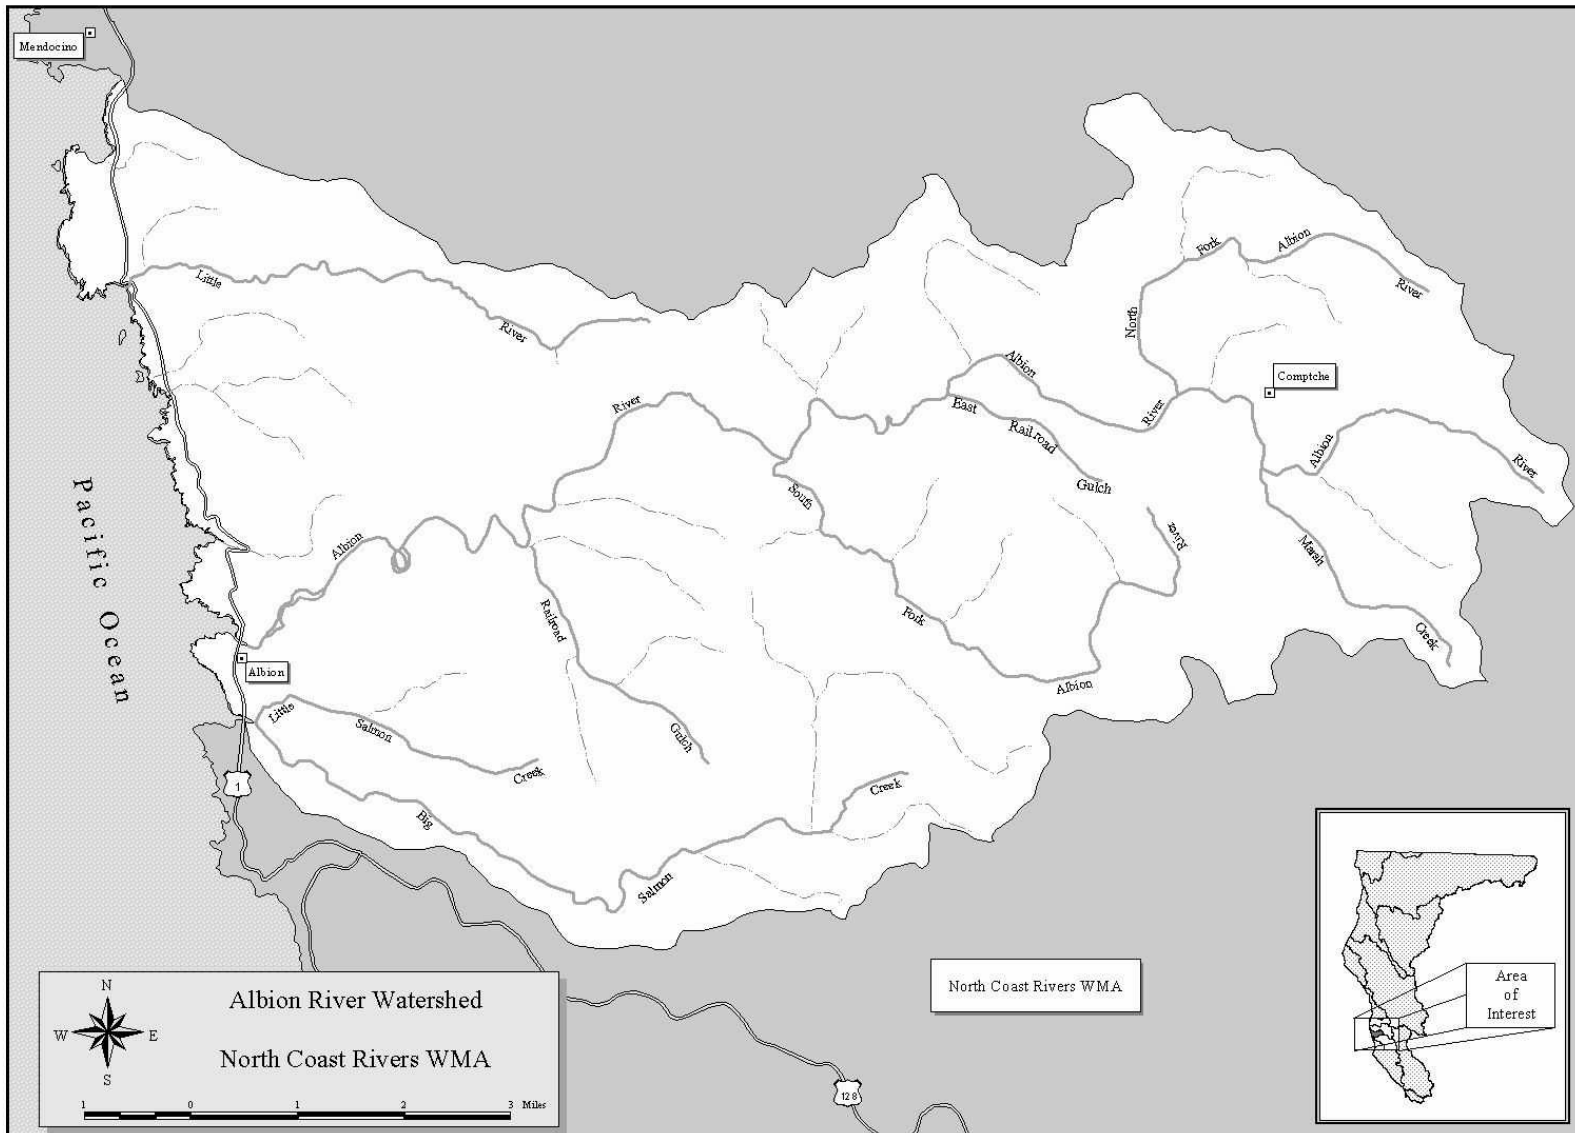 Mendocino
Little
River
Fork
Albion
River
North
Albion
River
Comptche
East
Railroad
Gulch
River
Albion
River
South
River
Marsh
Creek
Albion
Railroad
Gulch
Fork
Albion
Pacific Ocean
Albion
Little
Salmon
Creek
Big
Salmon
Creek
1
128
North Coast Rivers WMA
Area
of
Interest
N
W E
S
Albion River Watershed
North Coast Rivers WMA
1 0 1 2 3 Miles